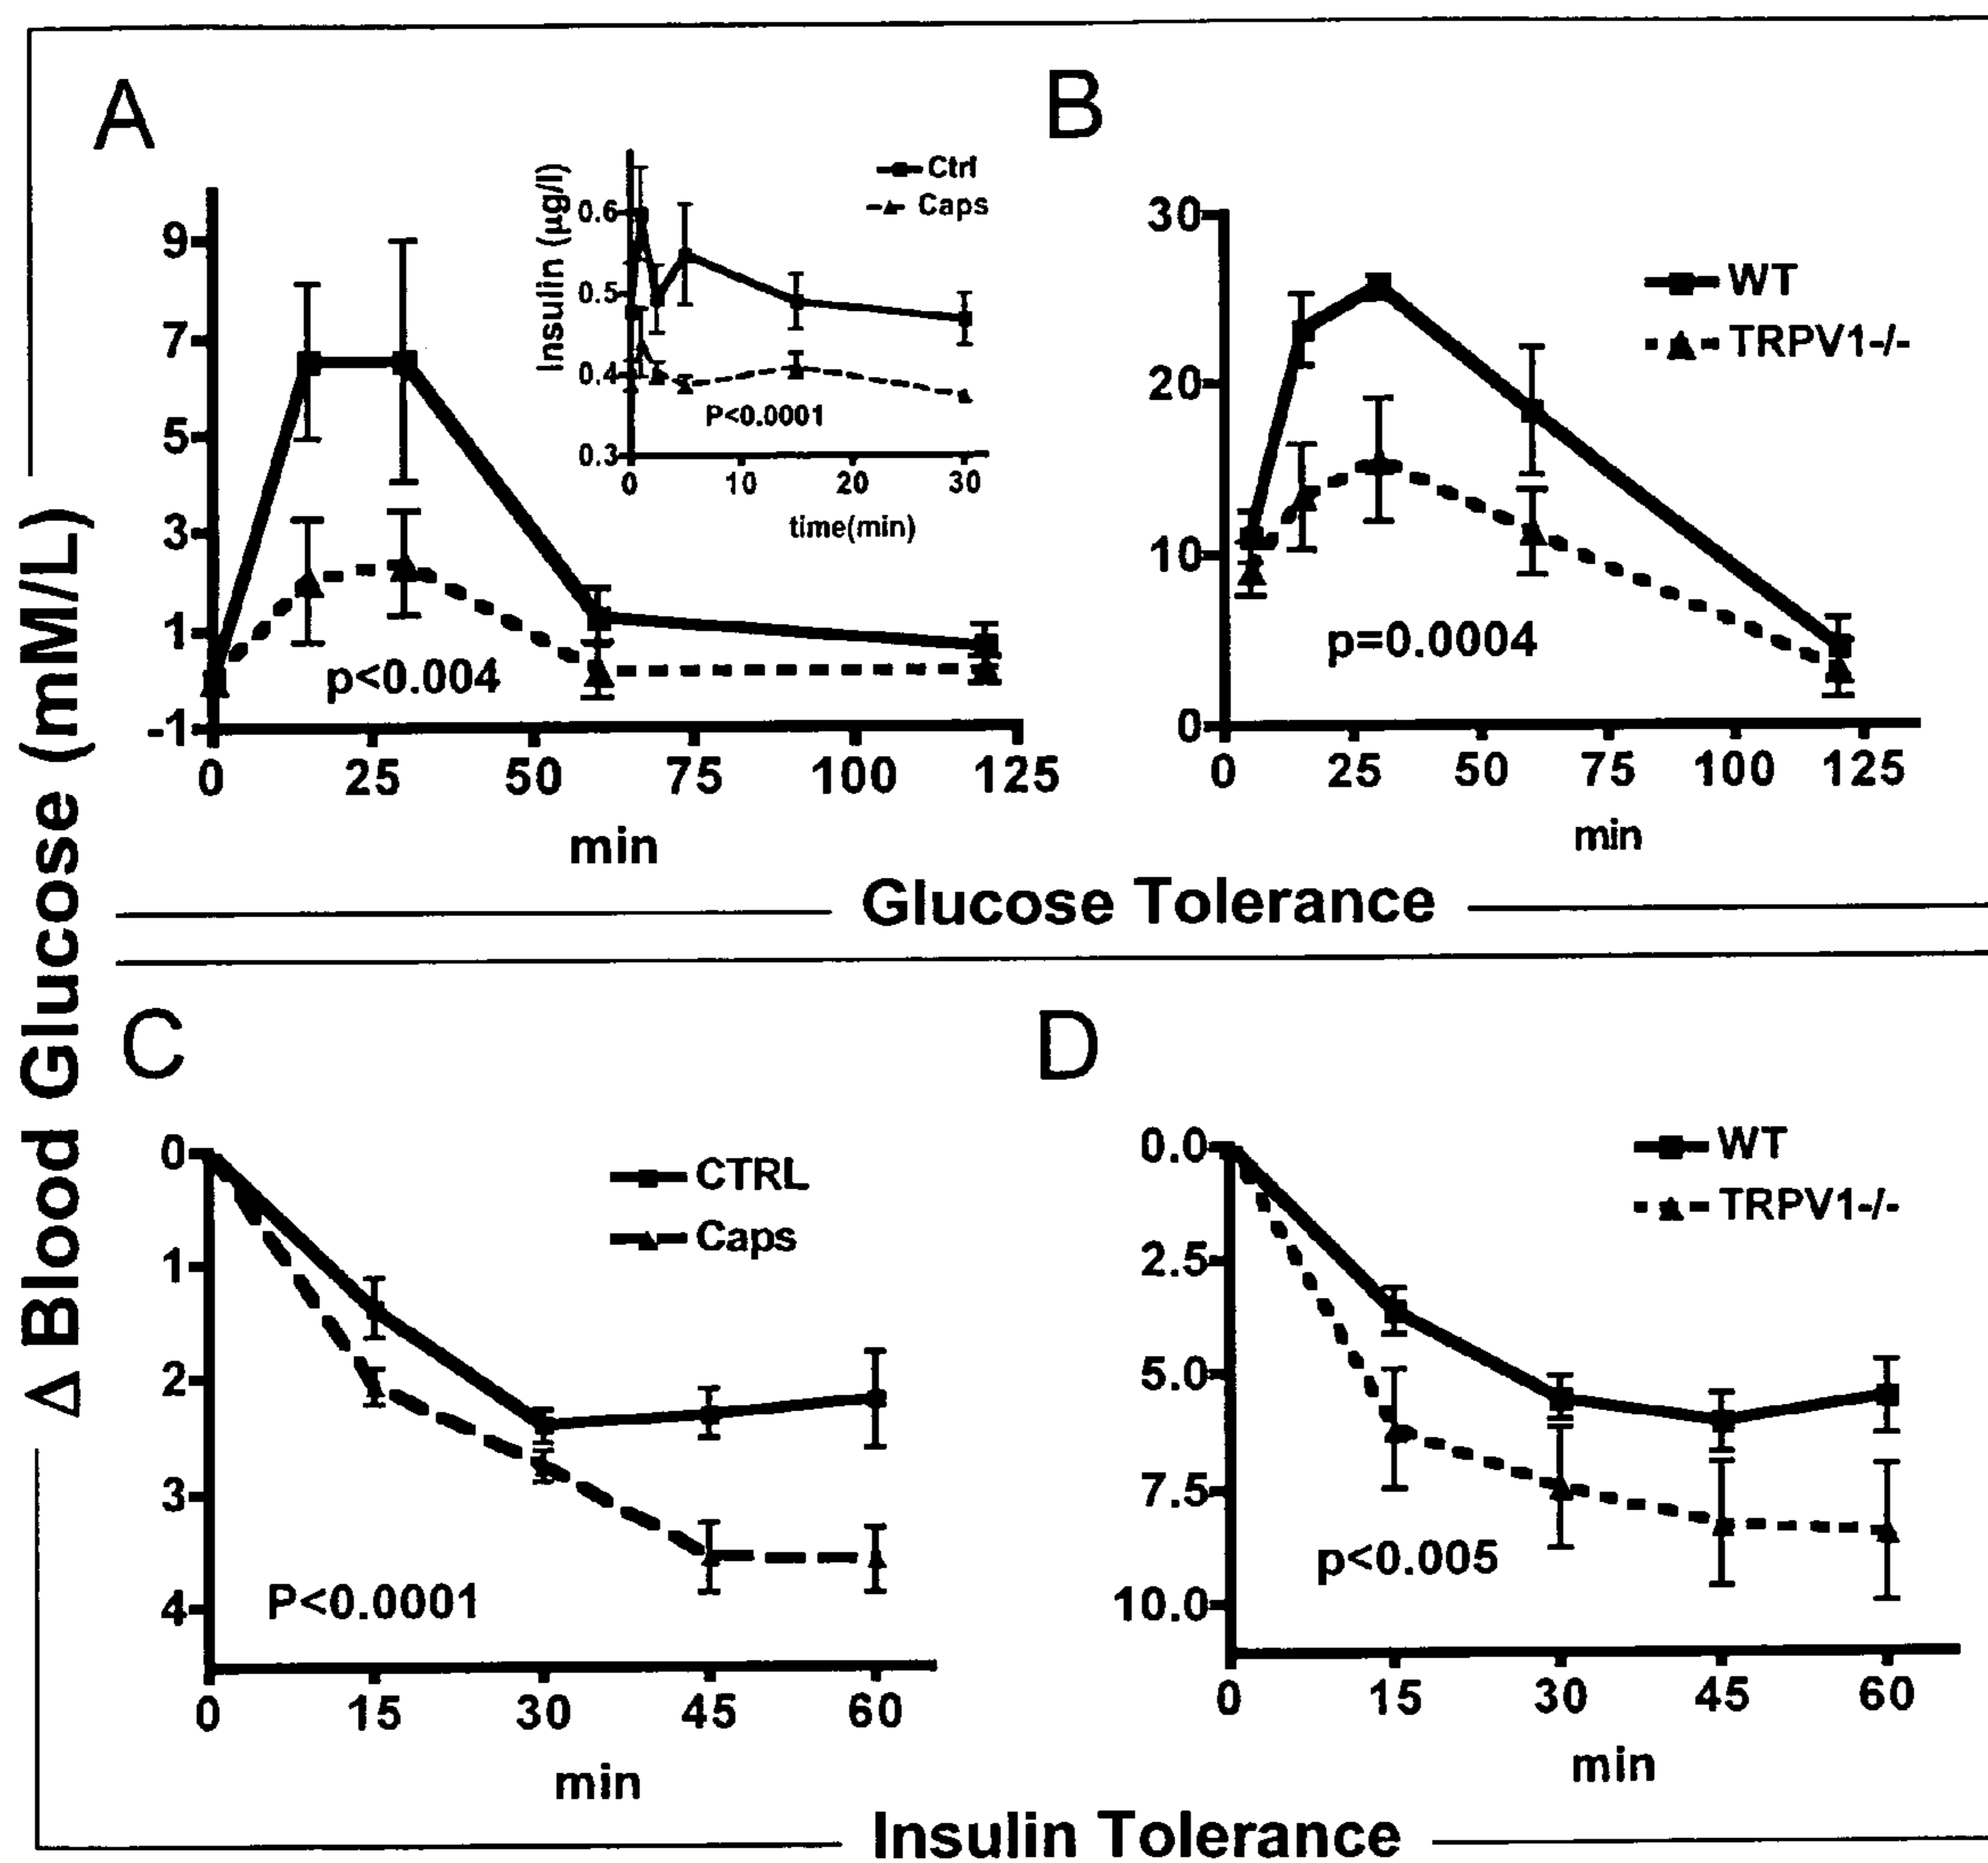 Δ Blood Glucose (mM/L)
A
9
7
5
3
1
-1
0 25 50 75 100 125
min
p<0.004
Insulin (µg/l)
0.6
0.5
0.4
0.3
0 10 20 30
time(min)
Ctrl
Caps
P<0.0001
B
30
20
10
0
0 25 50 75 100 125
min
WT
TRPV1-/-
p=0.0004
Glucose Tolerance
C
0
1
2
3
4
0 15 30 45 60
min
CTRL
Caps
P<0.0001
D
0.0
2.5
5.0
7.5
10.0
0 15 30 45 60
min
WT
TRPV1-/-
p<0.005
Insulin Tolerance